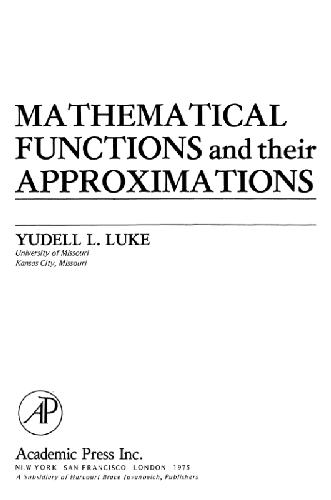 MATHEMATICAL
FUNCTIONS and their
APPROXIMATIONS
YUDELL L. LUKE
University of Missouri
Kansas City, Missouri
AP
Academic Press Inc.
NEW YORK SAN FRANCISCO LONDON 1975
A Subsidiary of Harcourt Brace Jovanovich, Publishers